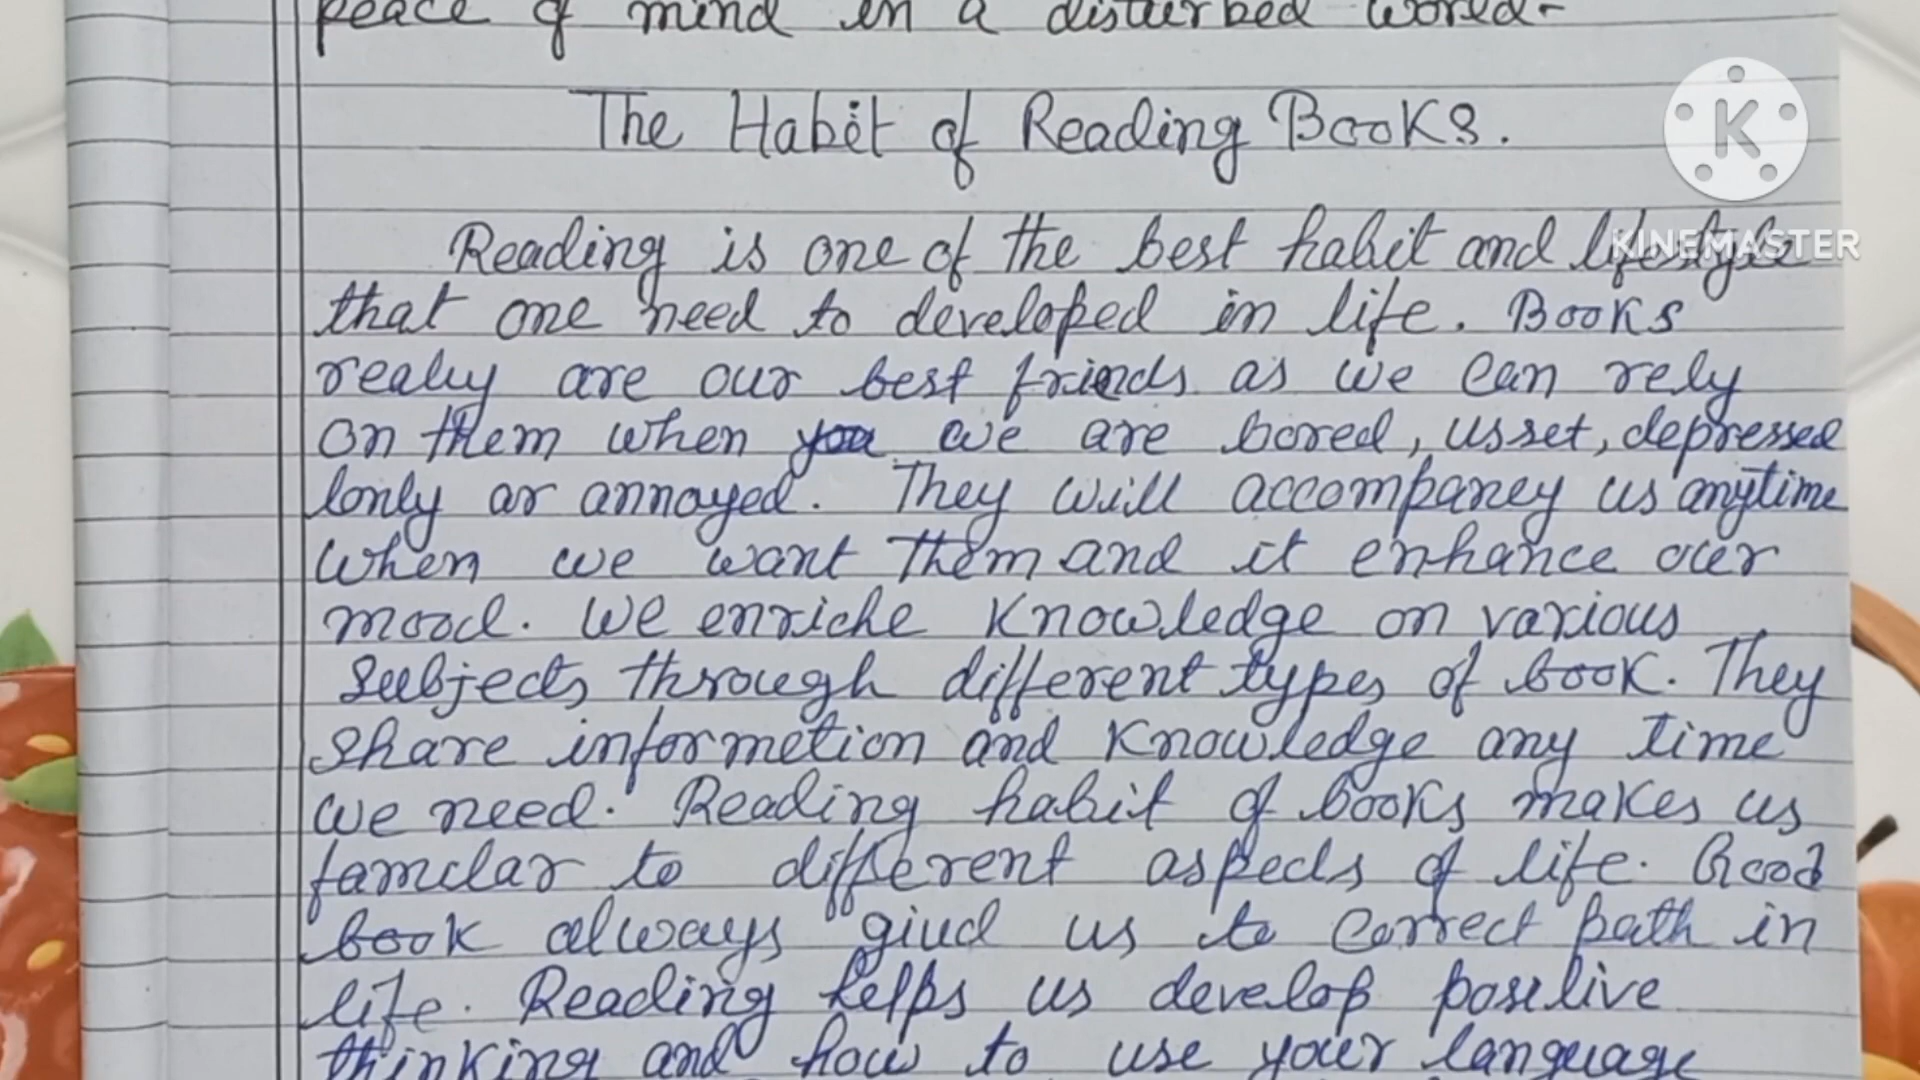 peace of mind in a disturbed world-
The Habit of Reading Books.
Reading is one of the best habit and lifestyle
that one need to developed in life. Books
realy are our best friends as we can rely
on them when you we are bored, usset, depressed
lonly or annoyed. They will accompaney us anytime
when we want them and it enhance our
mood. We enriche Knowledge on various
subjects through different types of book. They
share informetion and Knowledge any time
we need. Reading habit of books makes us
famclar to different aspects of life. Good
book always giud us to correct path in
life. Reading helps us develop positive
thinking and how to use your language
K
KINEMASTER